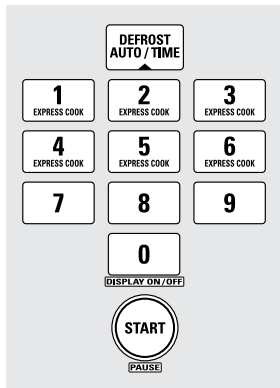 DEFROST
AUTO / TIME
1 2 3
EXPRESS COOK EXPRESS COOK EXPRESS COOK
4 5 6
EXPRESS COOK EXPRESS COOK EXPRESS COOK
7 8 9
0
DISPLAY ON/OFF
START
PAUSE